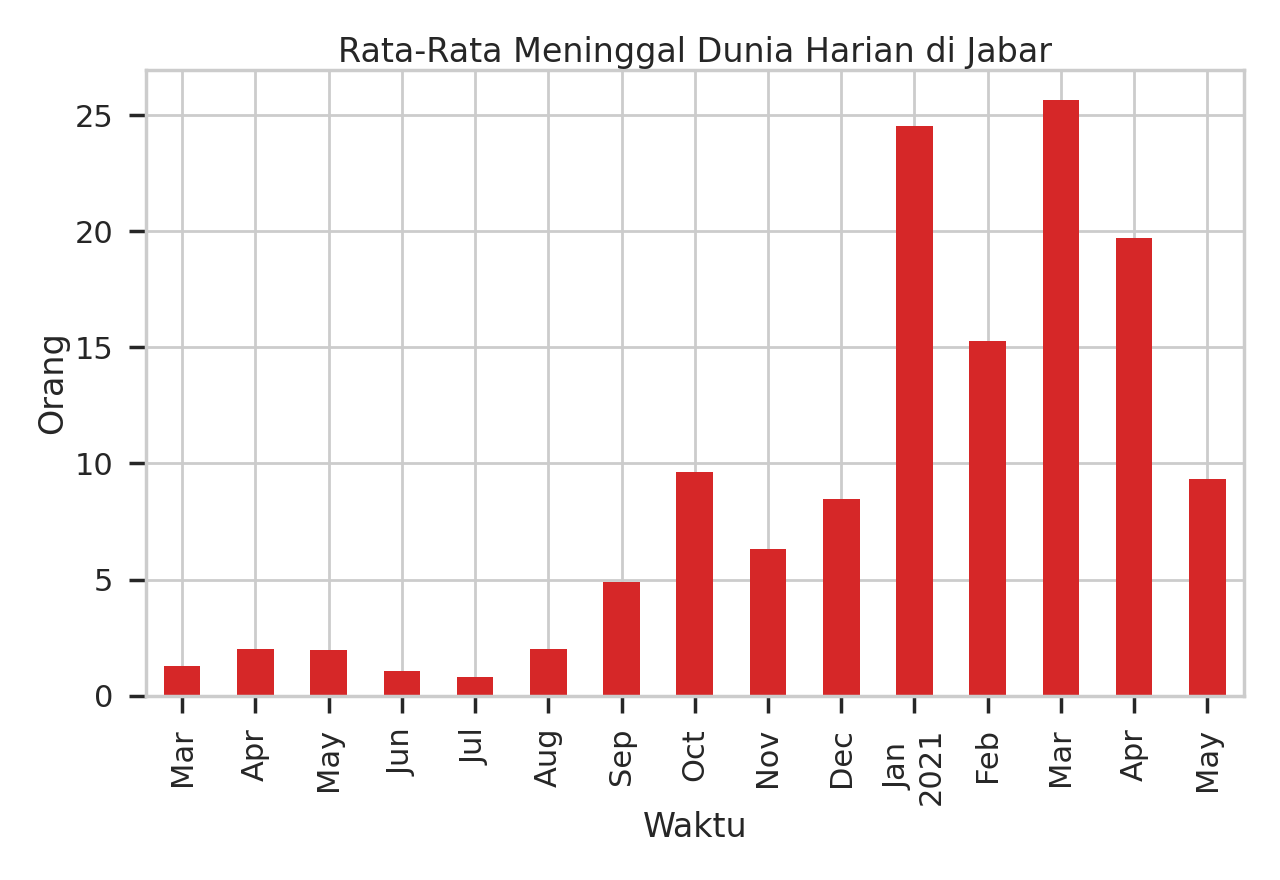 Rata-Rata Meninggal Dunia Harian di Jabar
Orang
25
20
15
10
5
0
Mar
Apr
May
Jun
Jul
Aug
Sep
Oct
Nov
Dec
Jan
2021
Feb
Mar
Apr
May
Waktu